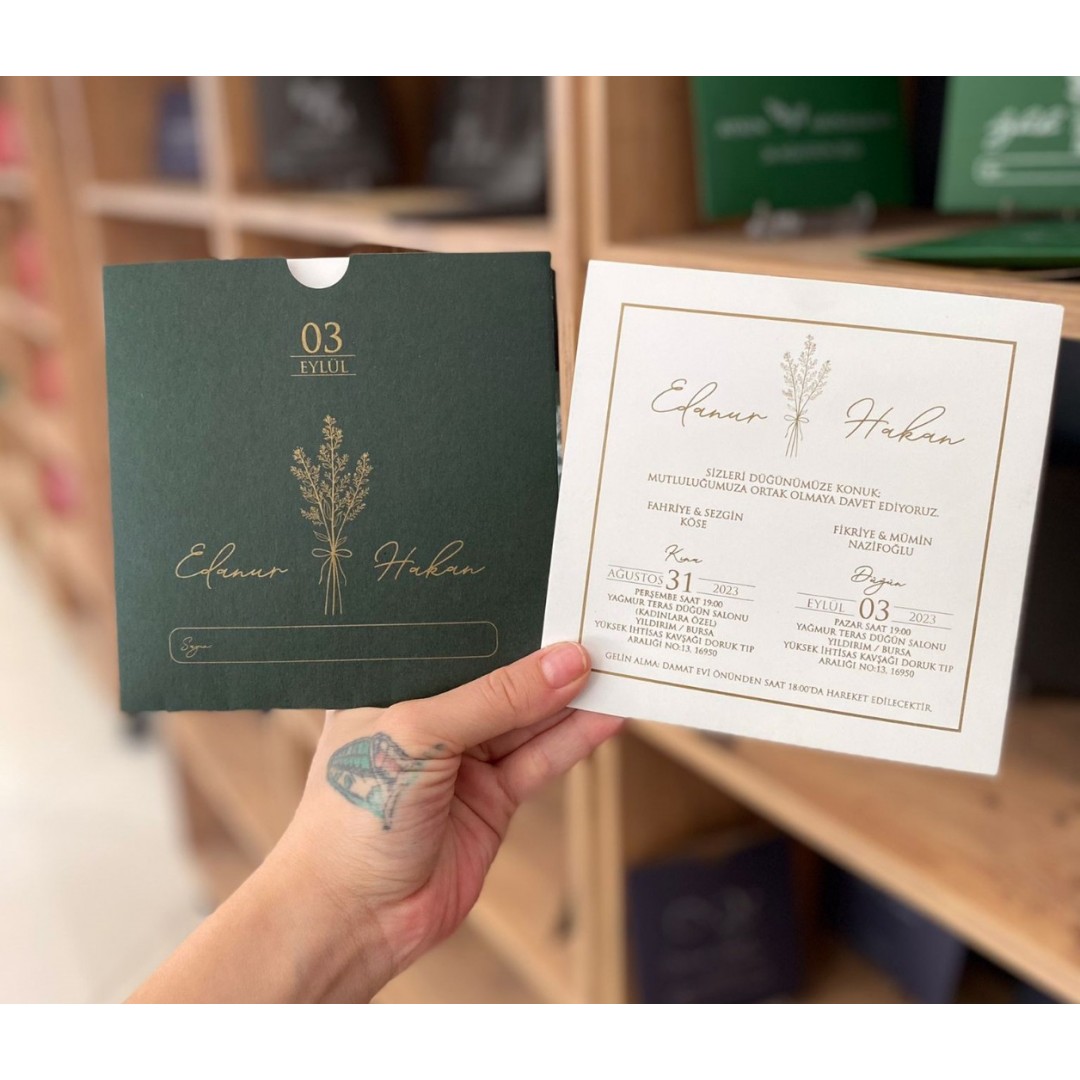 03
EYLÜL
Edanur Hakan
Sayın
Edanur Hakan
SİZLERİ DÜĞÜNÜMÜZE KONUK;
MUTLULUĞUMUZA ORTAK OLMAYA DAVET EDİYORUZ.
FAHRİYE & SEZGİN
KÖSE
FİKRİYE & MÜMİN
NAZİFOĞLU
Kına
AĞUSTOS 31 2023
PERŞEMBE SAAT 19:00
YAĞMUR TERAS DÜĞÜN SALONU
(KADINLARA ÖZEL)
YILDIRIM / BURSA
YÜKSEK İHTİSAS KAVŞAĞI DORUK TIP
ARALIĞI NO:13, 16950
Düğün
EYLÜL 03 2023
PAZAR SAAT 19:00
YAĞMUR TERAS DÜĞÜN SALONU
YILDIRIM / BURSA
YÜKSEK İHTİSAS KAVŞAĞI DORUK TIP
ARALIĞI NO:13, 16950
GELİN ALMA: DAMAT EVİ ÖNÜNDEN SAAT 18:00'DA HAREKET EDİLECEKTİR